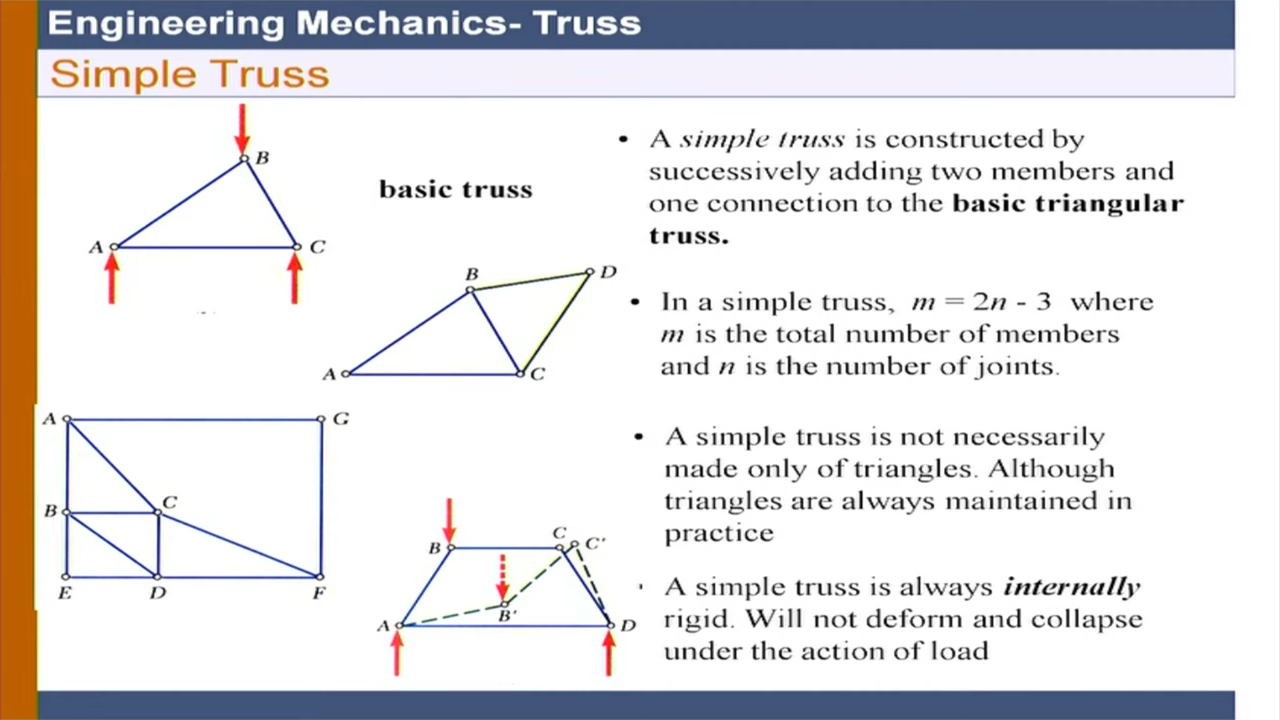 Engineering Mechanics- Truss
Simple Truss
B
A
C
basic truss
B
D
A
C
A
G
B
C
E
D
F
B
C
C'
A
B'
D
• A simple truss is constructed by
successively adding two members and
one connection to the basic triangular
truss.
• In a simple truss, m = 2n - 3 where
m is the total number of members
and n is the number of joints.
• A simple truss is not necessarily
made only of triangles. Although
triangles are always maintained in
practice
A simple truss is always internally
rigid. Will not deform and collapse
under the action of load